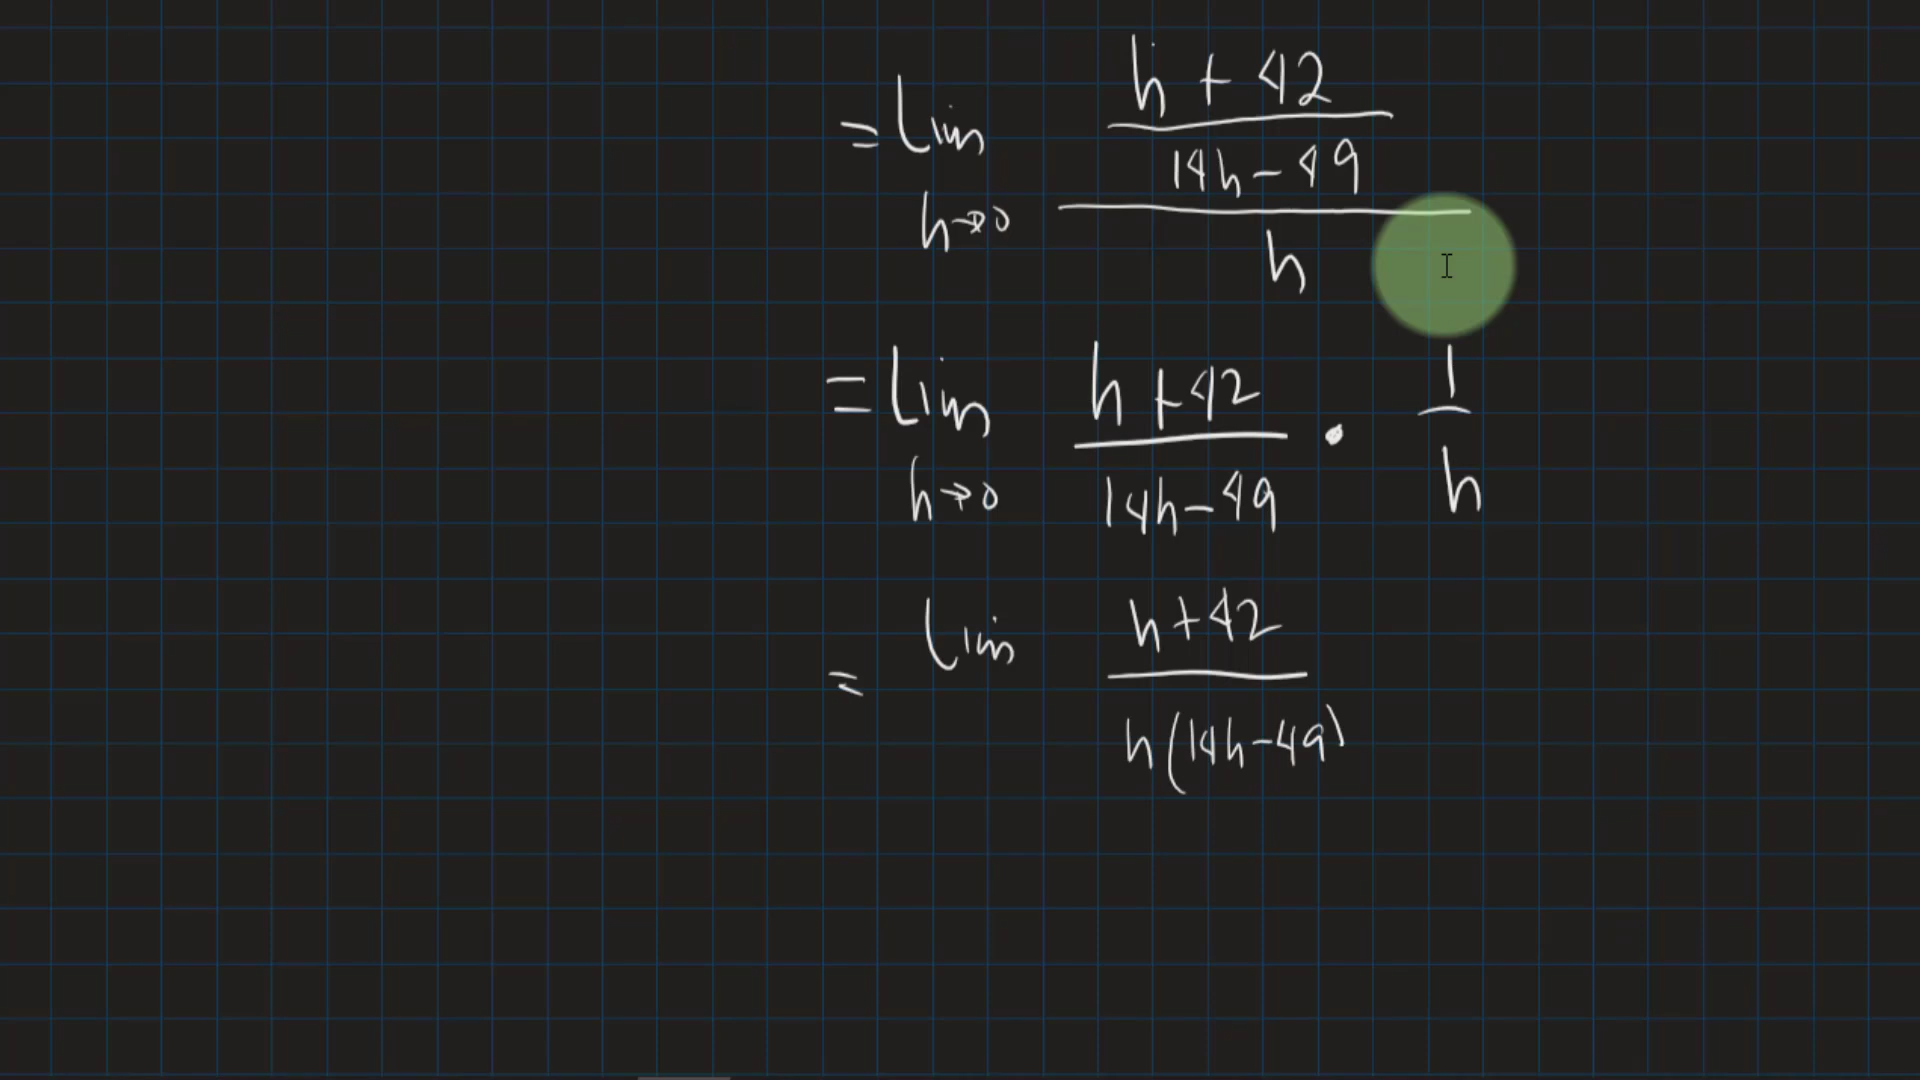 = lim h + 42
14h - 49
h→0 h
= lim h + 42 · 1
h→0 14h - 49 h
= lim h + 42
h(14h - 49)